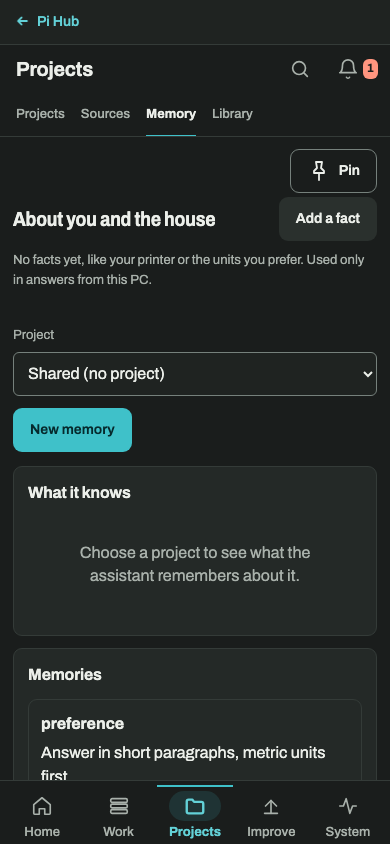 Pi Hub
Projects
1
Projects Sources Memory Library
Pin
About you and the house
Add a fact
No facts yet, like your printer or the units you prefer. Used only
in answers from this PC.
Project
Shared (no project)
New memory
What it knows
Choose a project to see what the
assistant remembers about it.
Memories
preference
Answer in short paragraphs, metric units
first
Home Work Projects Improve System